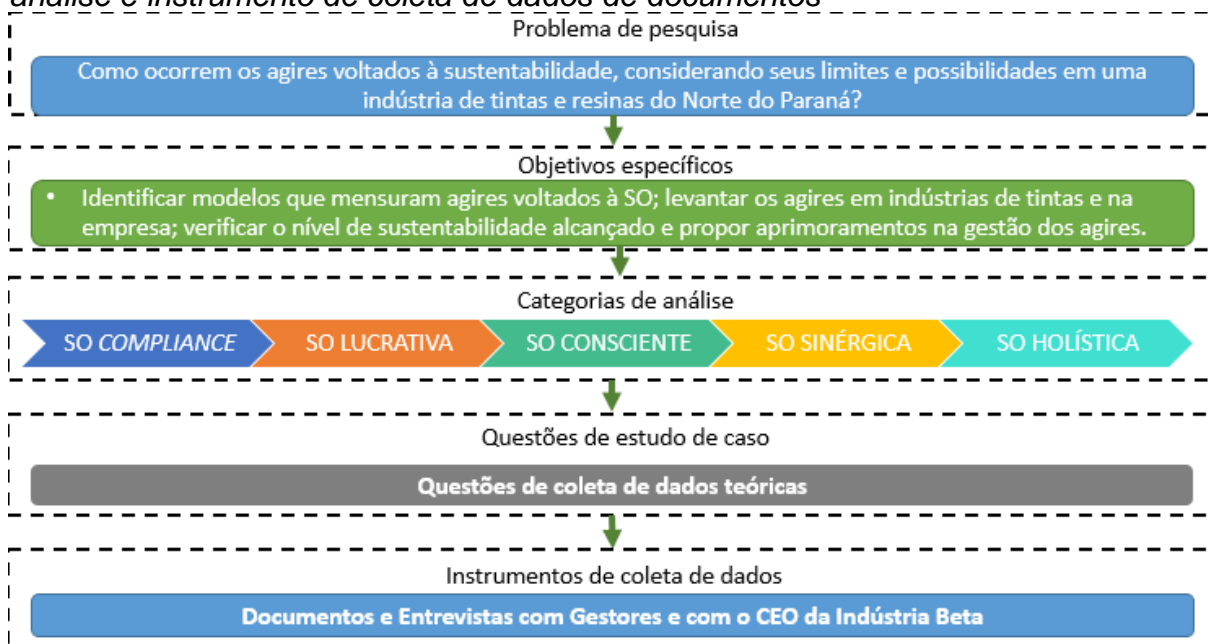 análise e instrumento de coleta de dados de documentos
Problema de pesquisa
Como ocorrem os agires voltados à sustentabilidade, considerando seus limites e possibilidades em uma
indústria de tintas e resinas do Norte do Paraná?
Objetivos específicos
• Identificar modelos que mensuram agires voltados à SO; levantar os agires em indústrias de tintas e na
empresa; verificar o nível de sustentabilidade alcançado e propor aprimoramentos na gestão dos agires.
Categorias de análise
SO COMPLIANCE
SO LUCRATIVA
SO CONSCIENTE
SO SINÉRGICA
SO HOLÍSTICA
Questões de estudo de caso
Questões de coleta de dados teóricas
Instrumentos de coleta de dados
Documentos e Entrevistas com Gestores e com o CEO da Indústria Beta